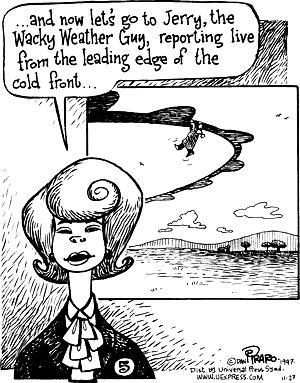 ...and now let's go to Jerry, the
Wacky Weather Guy, reporting live
from the leading edge of the
cold front...
5
© DAN PIRARO 1997.
Dist. by Universal Press Synd.
WWW.UEXPRESS.COM
11-27